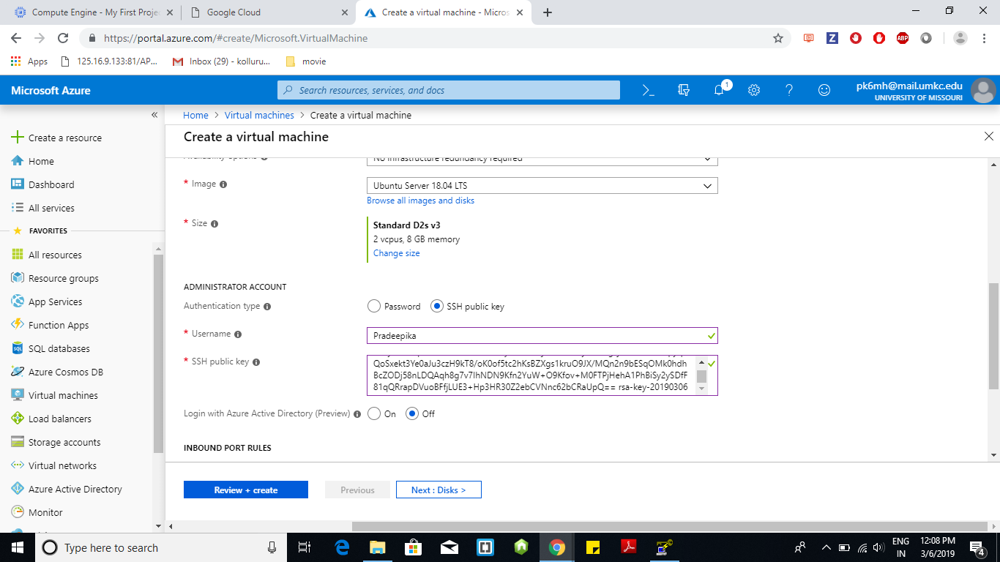 Compute Engine - My First Proje
Google Cloud
Create a virtual machine - Micros
https://portal.azure.com/#create/Microsoft.VirtualMachine
ABP
Apps
125.16.9.133:81/AP...
Inbox (29) - kolluru...
movie
Microsoft Azure
Search resources, services, and docs
1
pk6mh@mail.umkc.edu
UNIVERSITY OF MISSOURI
Home > Virtual machines > Create a virtual machine
Create a virtual machine
Create a resource
Home
Dashboard
All services
FAVORITES
All resources
Resource groups
App Services
Function Apps
SQL databases
Azure Cosmos DB
Virtual machines
Load balancers
Storage accounts
Virtual networks
Azure Active Directory
Monitor
Availability Options
No infrastructure redundancy required
* Image
Ubuntu Server 18.04 LTS
Browse all images and disks
* Size
Standard D2s v3
2 vcpus, 8 GB memory
Change size
ADMINISTRATOR ACCOUNT
Authentication type
Password
SSH public key
* Username
Pradeepika
* SSH public key
QoSxekt3Ye0aJu3czH9kT8/oK0of5tc2hKsBZXgs1kruO9JX/MQn2n9bESqOMk0hdh
BcZODj58nLDQAqh8g7v7IhNDN9Kfn2YuW+O9Kfov+M0FTPjHehA1PhBiSy2ySDfF
81qQRrapDVuoBFfjLUE3+Hp3HR30Z2ebCVNnc62bCRaUpQ== rsa-key-20190306
Login with Azure Active Directory (Preview)
On
Off
INBOUND PORT RULES
Review + create
Previous
Next : Disks >
Type here to search
ENG
IN
12:08 PM
3/6/2019
4